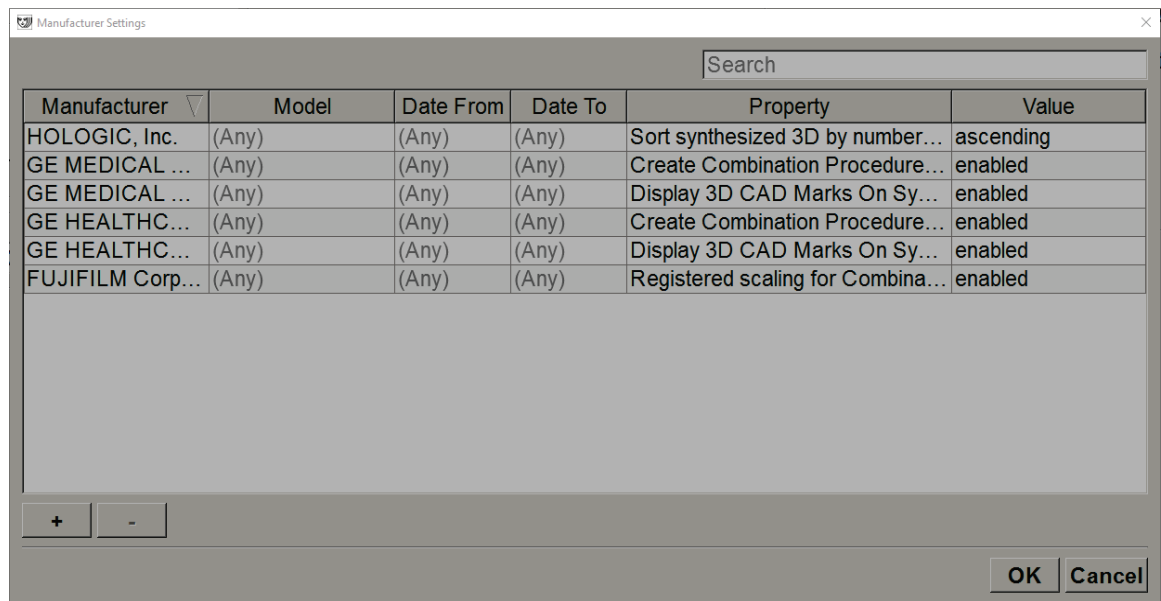 Manufacturer Settings
Search
Manufacturer Model Date From Date To Property Value
HOLOGIC, Inc. (Any) (Any) (Any) Sort synthesized 3D by number... ascending
GE MEDICAL ... (Any) (Any) (Any) Create Combination Procedure... enabled
GE MEDICAL ... (Any) (Any) (Any) Display 3D CAD Marks On Sy... enabled
GE HEALTHC... (Any) (Any) (Any) Create Combination Procedure... enabled
GE HEALTHC... (Any) (Any) (Any) Display 3D CAD Marks On Sy... enabled
FUJIFILM Corp... (Any) (Any) (Any) Registered scaling for Combina... enabled
+ -
OK Cancel